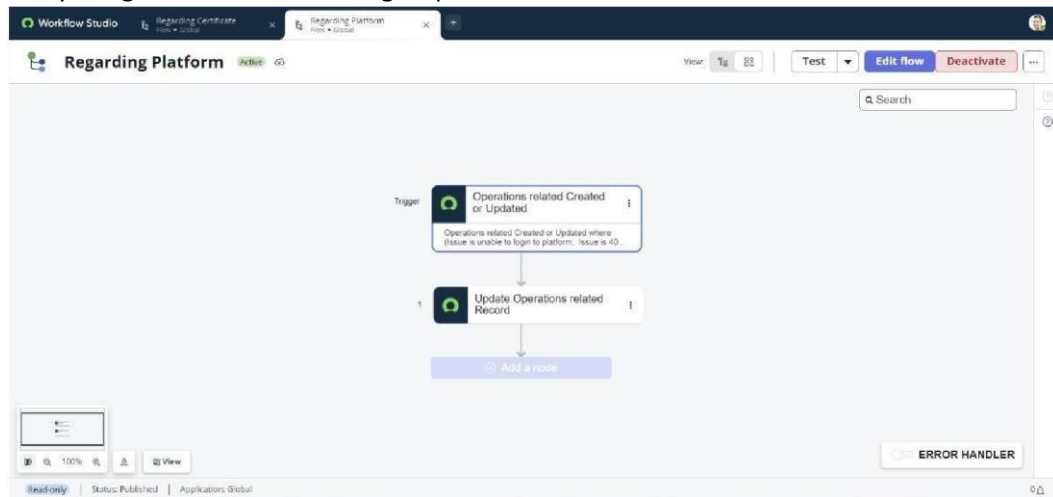 Workflow Studio
Regarding Certificate
Flow • Global
Regarding Platform
Flow • Global
Regarding Platform
Active
View:
Test
Edit flow
Deactivate
Search
Trigger
Operations related Created
or Updated
Operations related Created or Updated where
(Issue is unable to login to platform, Issue is 40...
1
Update Operations related
Record
Add a node
100%
View
ERROR HANDLER
Read-only | Status: Published | Application: Global
0